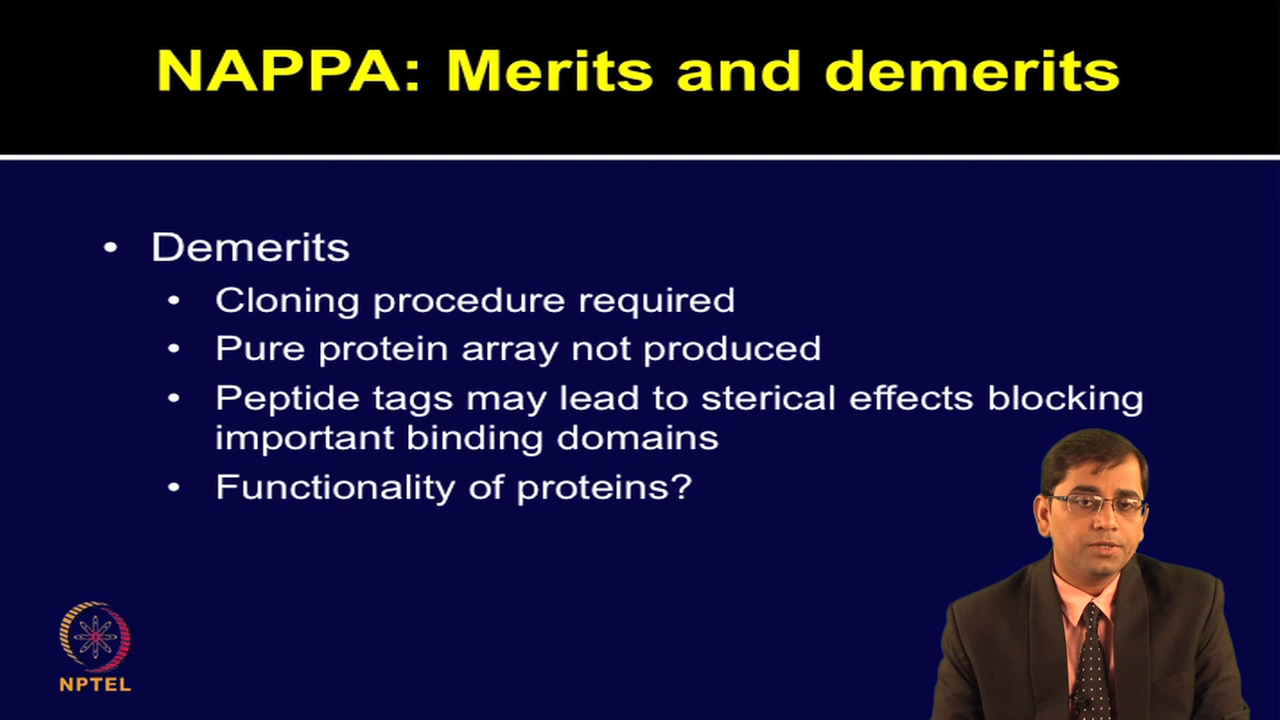 NAPPA: Merits and demerits
• Demerits
• Cloning procedure required
• Pure protein array not produced
• Peptide tags may lead to sterical effects blocking
important binding domains
• Functionality of proteins?
NPTEL